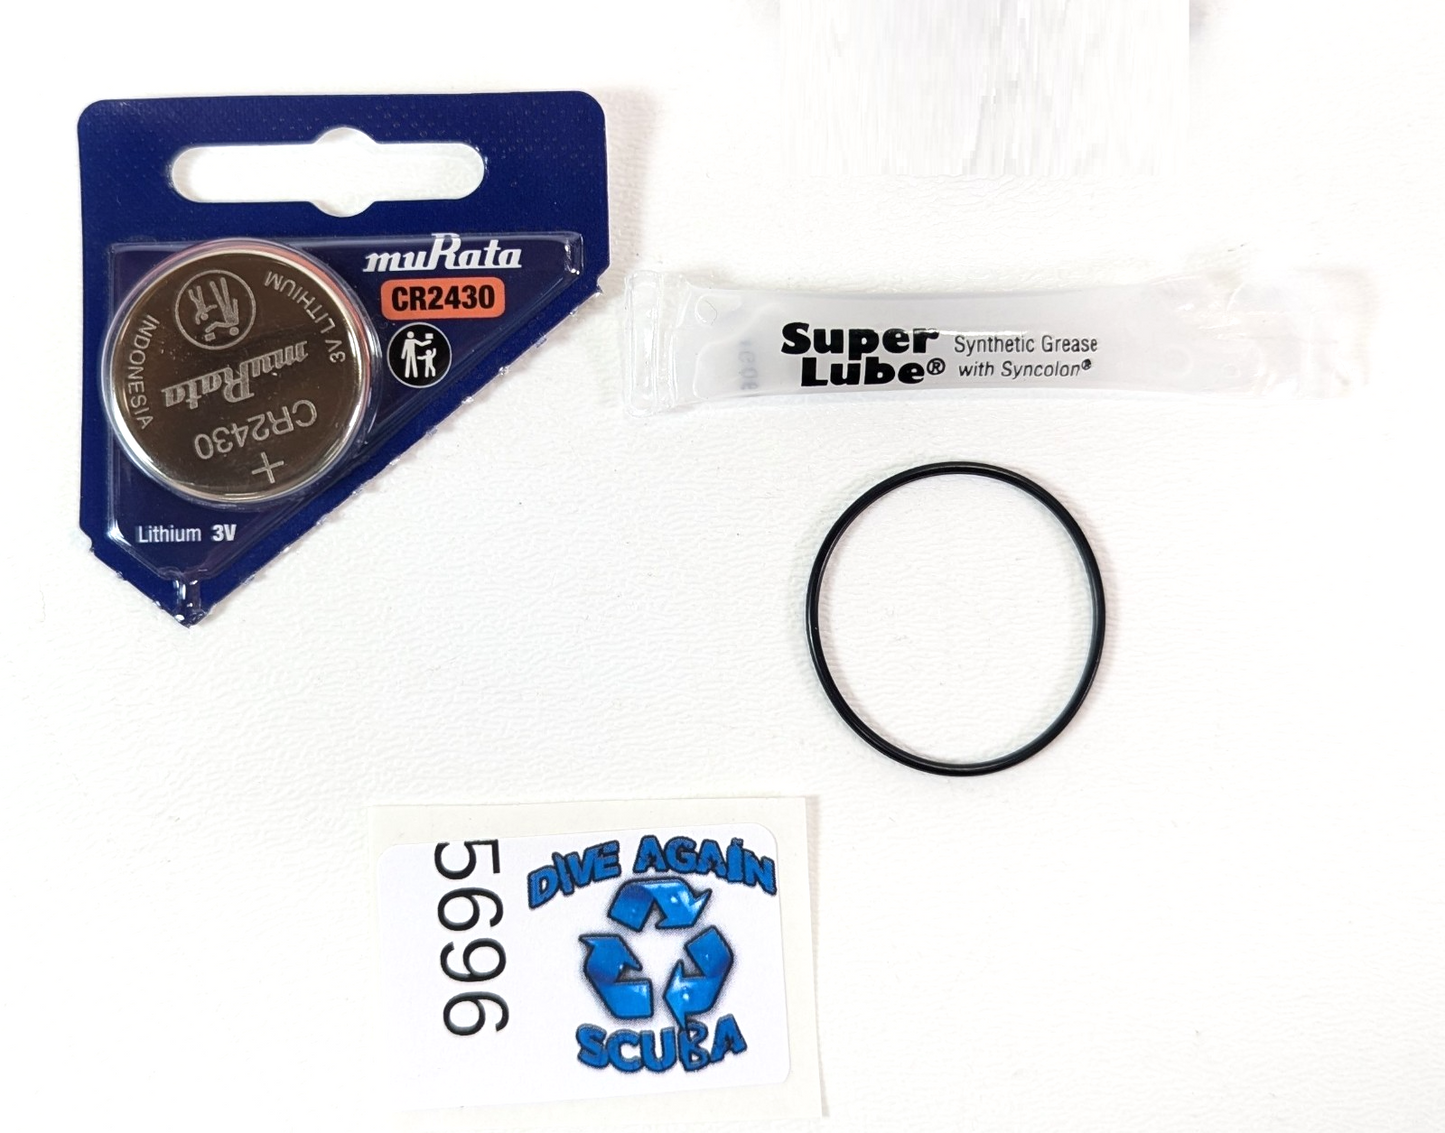 muRata
CR2430
3V LITHIUM
INDONESIA
muRata
CR2430
+
Lithium 3V
Super Lube® Synthetic Grease
with Syncolon®
5696
DIVE AGAIN
SCUBA